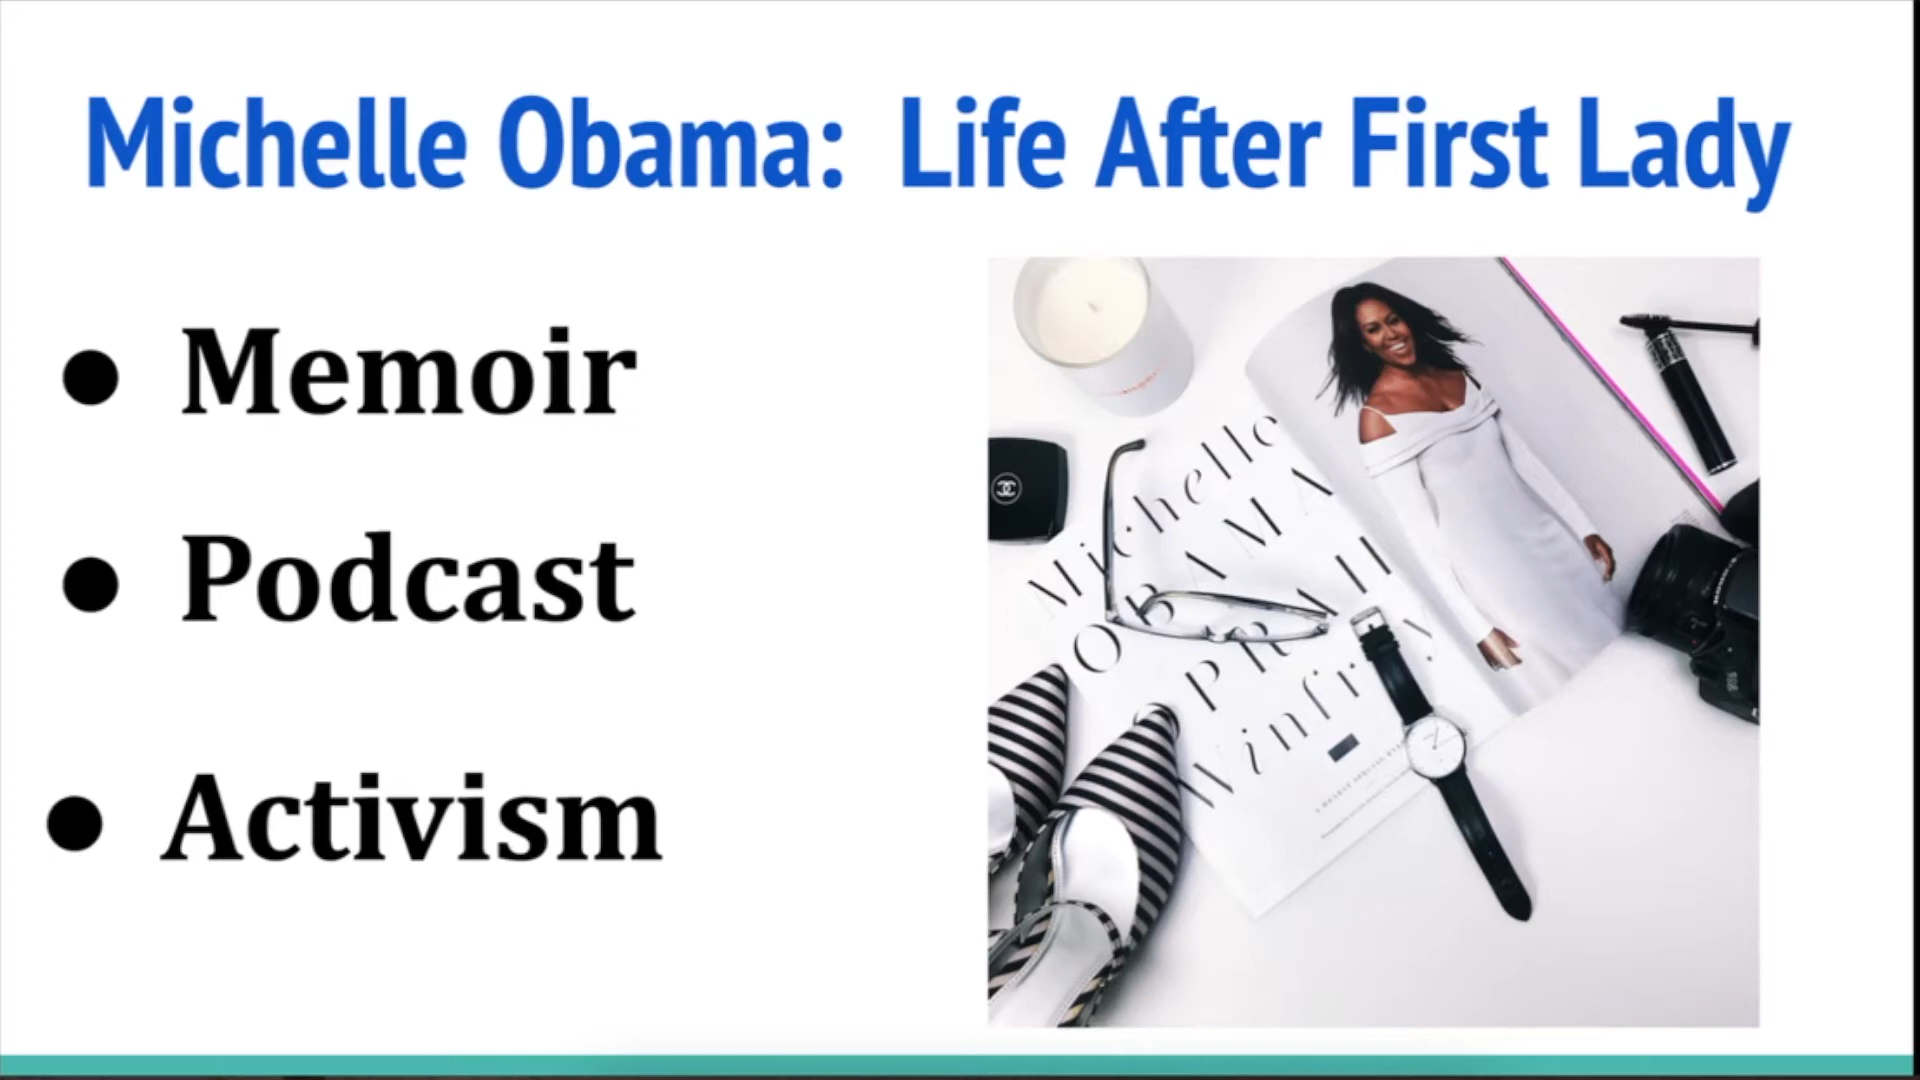 Michelle Obama: Life After First Lady
● Memoir
● Podcast
● Activism
Michelle
OBAMA
Winfrey